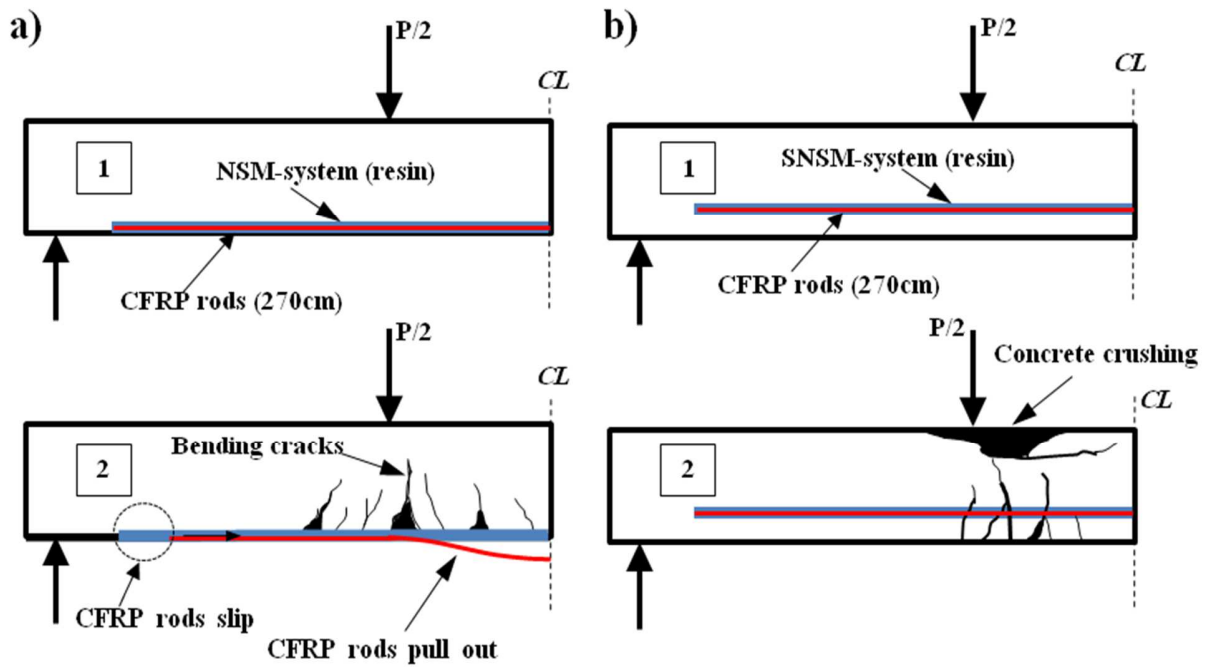 a)
P/2
CL
1
NSM-system (resin)
CFRP rods (270cm)
P/2
CL
Bending cracks
2
CFRP rods slip
CFRP rods pull out
b)
P/2
CL
1
SNSM-system (resin)
CFRP rods (270cm)
P/2
Concrete crushing
CL
2